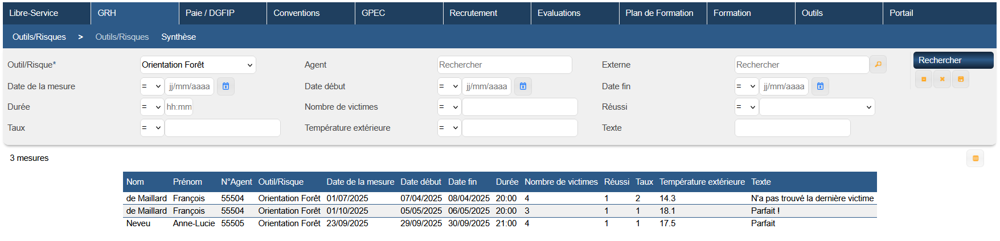 Libre-Service GRH Paie / DGFIP Conventions GPEC Recrutement Evaluations Plan de Formation Formation Outils Portail
Outils/Risques > Outils/Risques Synthèse
Outil/Risque* Orientation Forêt Agent Rechercher Externe Rechercher Rechercher
Date de la mesure = jj/mm/aaaa Date début = jj/mm/aaaa Date fin = jj/mm/aaaa
Durée = hh:mm Nombre de victimes = Réussi =
Taux = Température extérieure = Texte
3 mesures
Nom Prénom N°Agent Outil/Risque Date de la mesure Date début Date fin Durée Nombre de victimes Réussi Taux Température extérieure Texte
de Maillard François 55504 Orientation Forêt 01/07/2025 07/04/2025 08/04/2025 20:00 4 1 2 14.3 N'a pas trouvé la dernière victime
de Maillard François 55504 Orientation Forêt 01/10/2025 05/05/2025 06/05/2025 20:00 3 1 1 18.1 Parfait !
Neveu Anne-Lucie 55505 Orientation Forêt 23/09/2025 29/09/2025 30/09/2025 21:00 4 1 1 17.5 Parfait